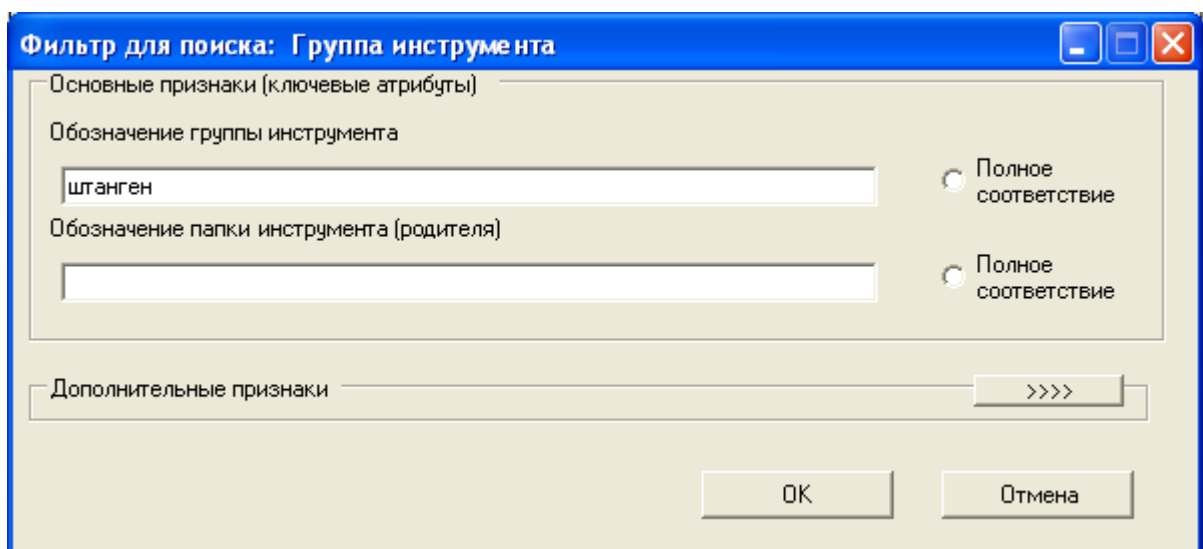 Фильтр для поиска: Группа инструмента
Основные признаки (ключевые атрибуты)
Обозначение группы инструмента
штанген
Полное
соответствие
Обозначение папки инструмента (родителя)
Полное
соответствие
Дополнительные признаки
>>>>
OK
Отмена